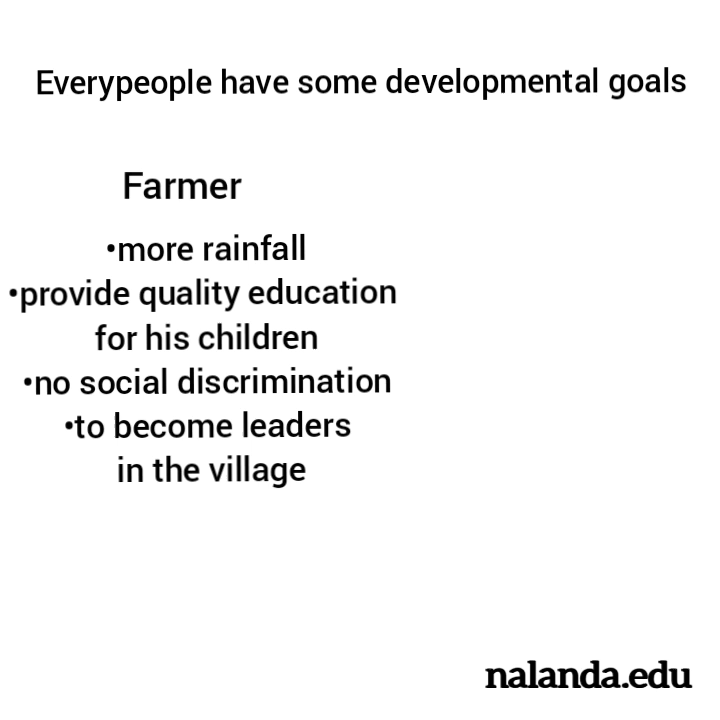 Everypeople have some developmental goals
Farmer
•more rainfall
•provide quality education
for his children
•no social discrimination
•to become leaders
in the village
nalanda.edu